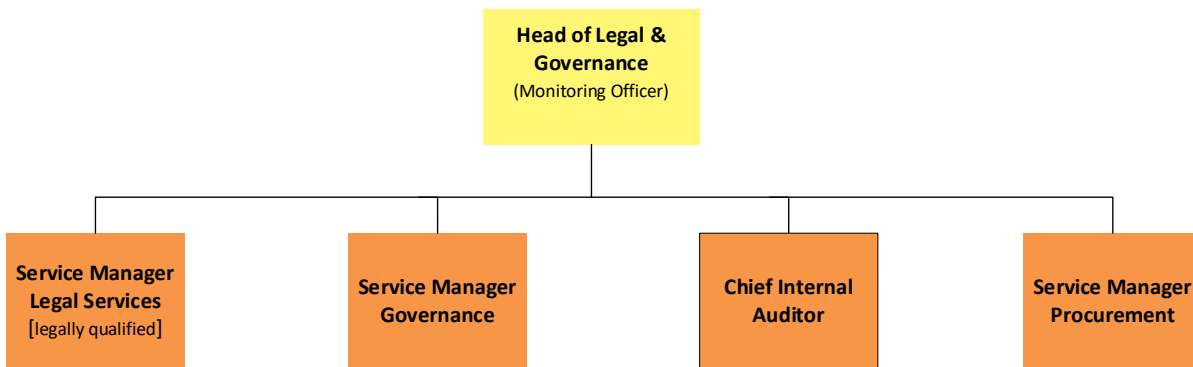 Head of Legal &
Governance
(Monitoring Officer)
Service Manager
Legal Services
[legally qualified]
Service Manager
Governance
Chief Internal
Auditor
Service Manager
Procurement